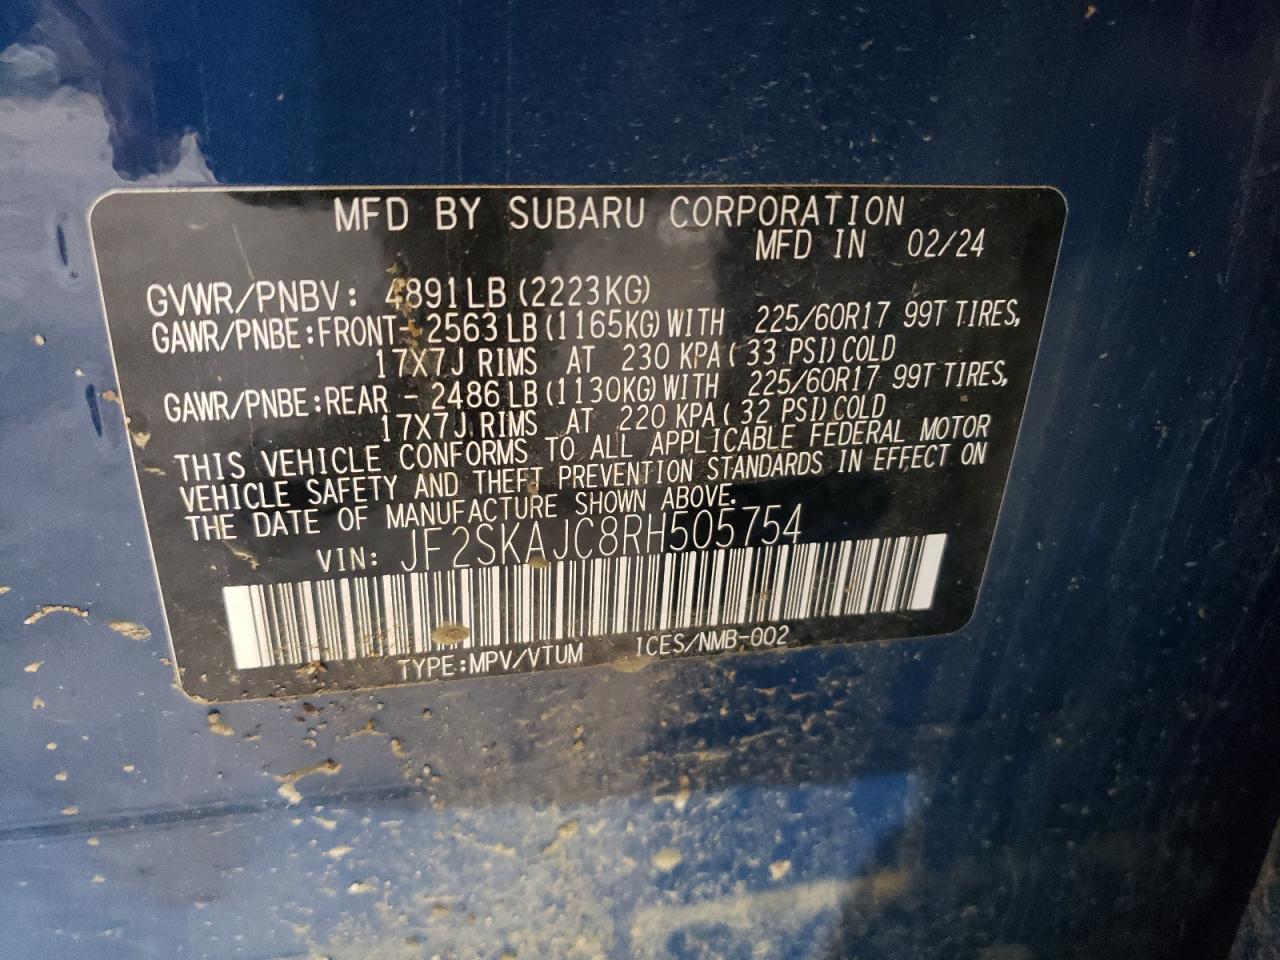 MFD BY SUBARU CORPORATION
MFD IN 02/24
GVWR/PNBV: 4891LB (2223KG)
GAWR/PNBE:FRONT- 2563 LB (1165KG) WITH 225/60R17 99T TIRES,
17X7J RIMS AT 230 KPA ( 33 PSI) COLD
GAWR/PNBE:REAR - 2486 LB (1130KG) WITH 225/60R17 99T TIRES,
17X7J RIMS AT 220 KPA ( 32 PSI) COLD
THIS VEHICLE CONFORMS TO ALL APPLICABLE FEDERAL MOTOR
VEHICLE SAFETY AND THEFT PREVENTION STANDARDS IN EFFECT ON
THE DATE OF MANUFACTURE SHOWN ABOVE.
VIN: JF2SKAJC8RH505754
TYPE:MPV/VTUM ICES/NMB-002